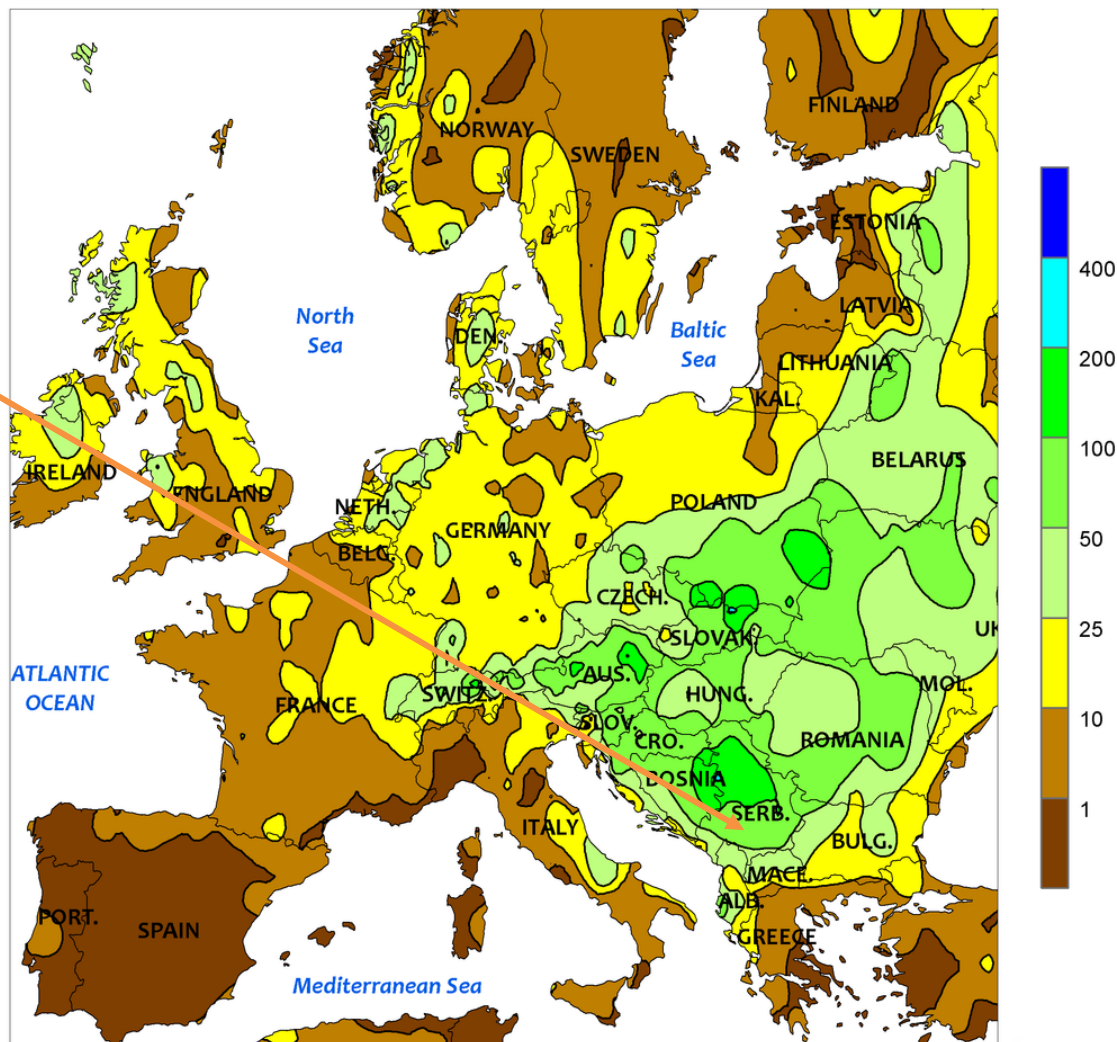 FINLAND
NORWAY
SWEDEN
ESTONIA
LATVIA
North
Sea
DEN.
Baltic
Sea
LITHUANIA
KAL.
IRELAND
ENGLAND
NETH.
BELG.
GERMANY
POLAND
BELARUS
CZECH.
SLOVAK.
UK
ATLANTIC
OCEAN
FRANCE
SWITZ.
AUS.
HUNG.
MOL.
SLOV.
CRO.
ROMANIA
BOSNIA
SERB.
ITALY
BULG.
MACE.
ALB.
GREECE
PORT.
SPAIN
Mediterranean Sea
400
200
100
50
25
10
1